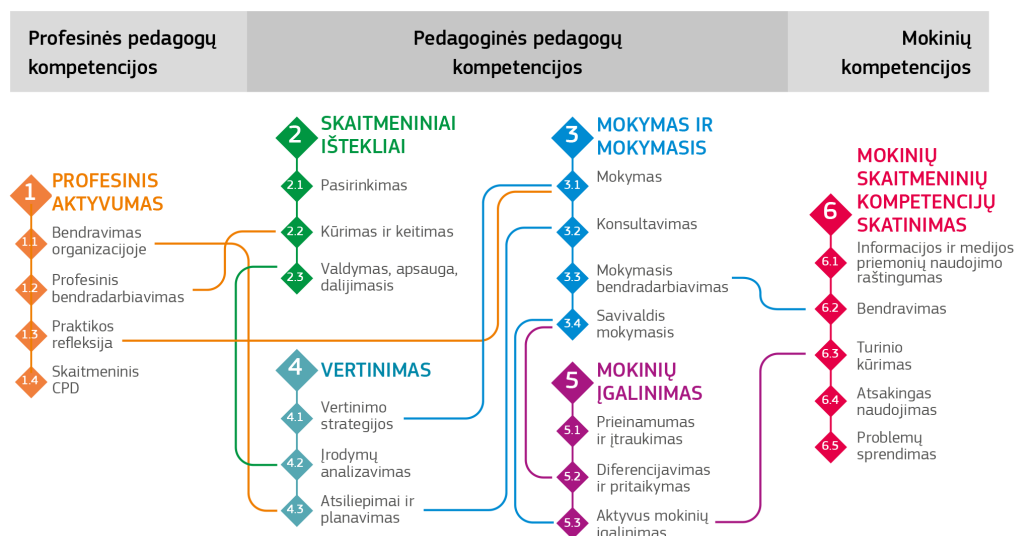 Profesinės pedagogų
kompetencijos
Pedagoginės pedagogų
kompetencijos
Mokinių
kompetencijos
1
PROFESINIS
AKTYVUMAS
1.1
Bendravimas
organizacijoje
1.2
Profesinis
bendradarbiavimas
1.3
Praktikos
refleksija
1.4
Skaitmeninis
CPD
2
SKAITMENINIAI
IŠTEKLIAI
2.1
Pasirinkimas
2.2
Kūrimas ir keitimas
2.3
Valdymas, apsauga,
dalijimasis
4
VERTINIMAS
4.1
Vertinimo
strategijos
4.2
Įrodymų
analizavimas
4.3
Atsiliepimai ir
planavimas
3
MOKYMAS IR
MOKYMASIS
3.1
Mokymas
3.2
Konsultavimas
3.3
Mokymasis
bendradarbiavimas
3.4
Savivaldis
mokymasis
5
MOKINIŲ
ĮGALINIMAS
5.1
Prieinamumas
ir įtraukimas
5.2
Diferencijavimas
ir pritaikymas
5.3
Aktyvus mokinių
įgalinimas
6
MOKINIŲ
SKAITMENINIŲ
KOMPETENCIJŲ
SKATINIMAS
6.1
Informacijos ir medijos
priemonių naudojimo
raštingumas
6.2
Bendravimas
6.3
Turinio
kūrimas
6.4
Atsakingas
naudojimas
6.5
Problemų
sprendimas